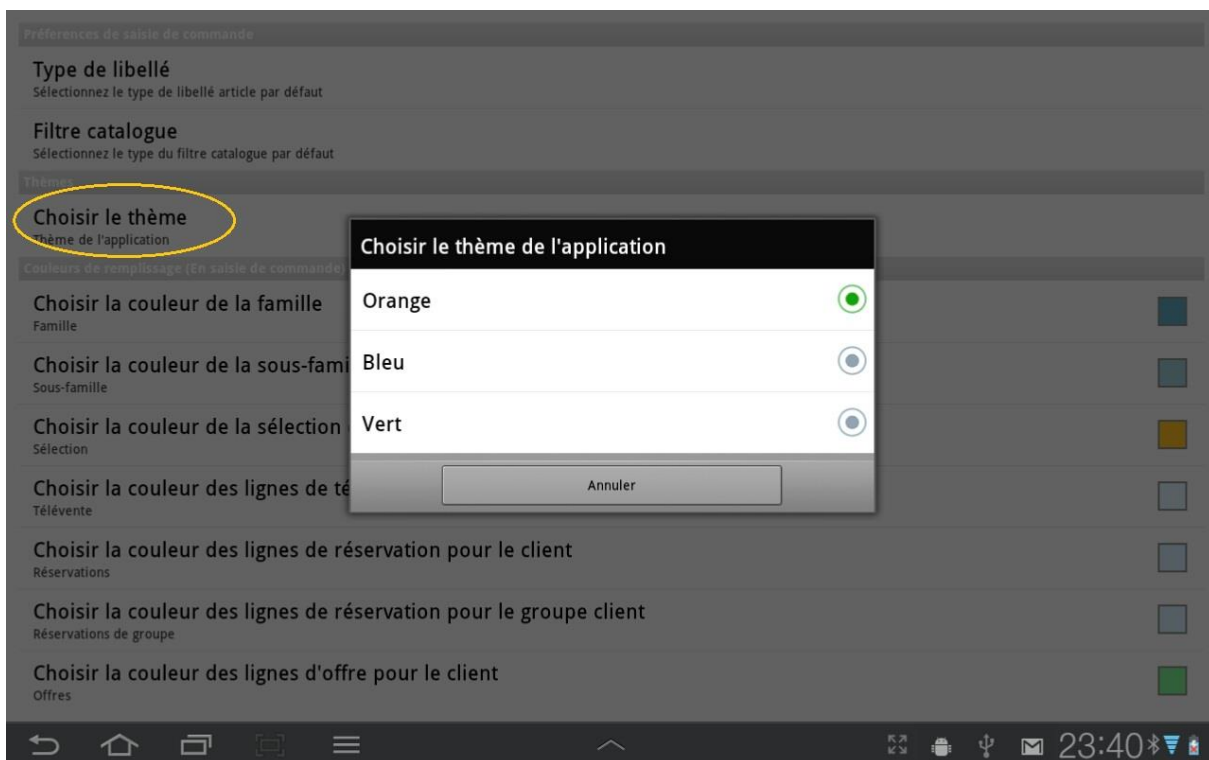 Préferences de saisie de commande
Type de libellé
Sélectionnez le type de libellé article par défaut
Filtre catalogue
Sélectionnez le type du filtre catalogue par défaut
Thèmes
Choisir le thème
Thème de l'application
Choisir le thème de l'application
Couleurs de remplissage (En saisie de commande)
Orange
Choisir la couleur de la famille
Famille
Bleu
Choisir la couleur de la sous-fami
Sous-famille
Vert
Choisir la couleur de la sélection
Sélection
Annuler
Choisir la couleur des lignes de té
Télévente
Choisir la couleur des lignes de réservation pour le client
Réservations
Choisir la couleur des lignes de réservation pour le groupe client
Réservations de groupe
Choisir la couleur des lignes d'offre pour le client
Offres
23:40